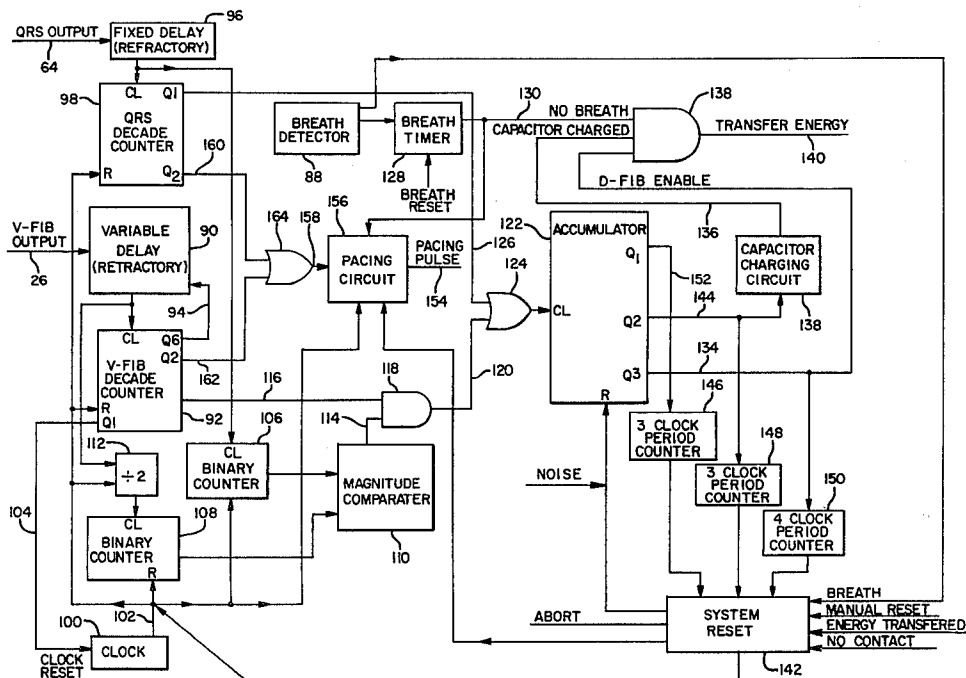 QRS OUTPUT
64
FIXED DELAY
(REFRACTORY)
96
98
CL
Q1
QRS
DECADE
COUNTER
R
Q2
160
BREATH
DETECTOR
88
BREATH
TIMER
128
BREATH
RESET
130
NO BREATH
CAPACITOR CHARGED
138
TRANSFER ENERGY
140
D-FIB ENABLE
V-FIB
OUTPUT
26
VARIABLE
DELAY
(RETRACTORY)
90
94
164
158
156
PACING
CIRCUIT
PACING
PULSE
154
126
124
122
ACCUMULATOR
CL
Q1
Q2
Q3
R
152
144
134
136
CAPACITOR
CHARGING
CIRCUIT
138
CL
Q6
Q2
V-FIB
DECADE
COUNTER
R
Q1
162
92
116
118
120
114
112
÷2
106
CL
BINARY
COUNTER
MAGNITUDE
COMPARATER
110
146
3 CLOCK
PERIOD
COUNTER
148
3 CLOCK
PERIOD
COUNTER
150
4 CLOCK
PERIOD
COUNTER
NOISE
104
CL
BINARY
COUNTER
R
108
102
100
CLOCK
CLOCK
RESET
ABORT
SYSTEM
RESET
142
BREATH
MANUAL RESET
ENERGY TRANSFERED
NO CONTACT